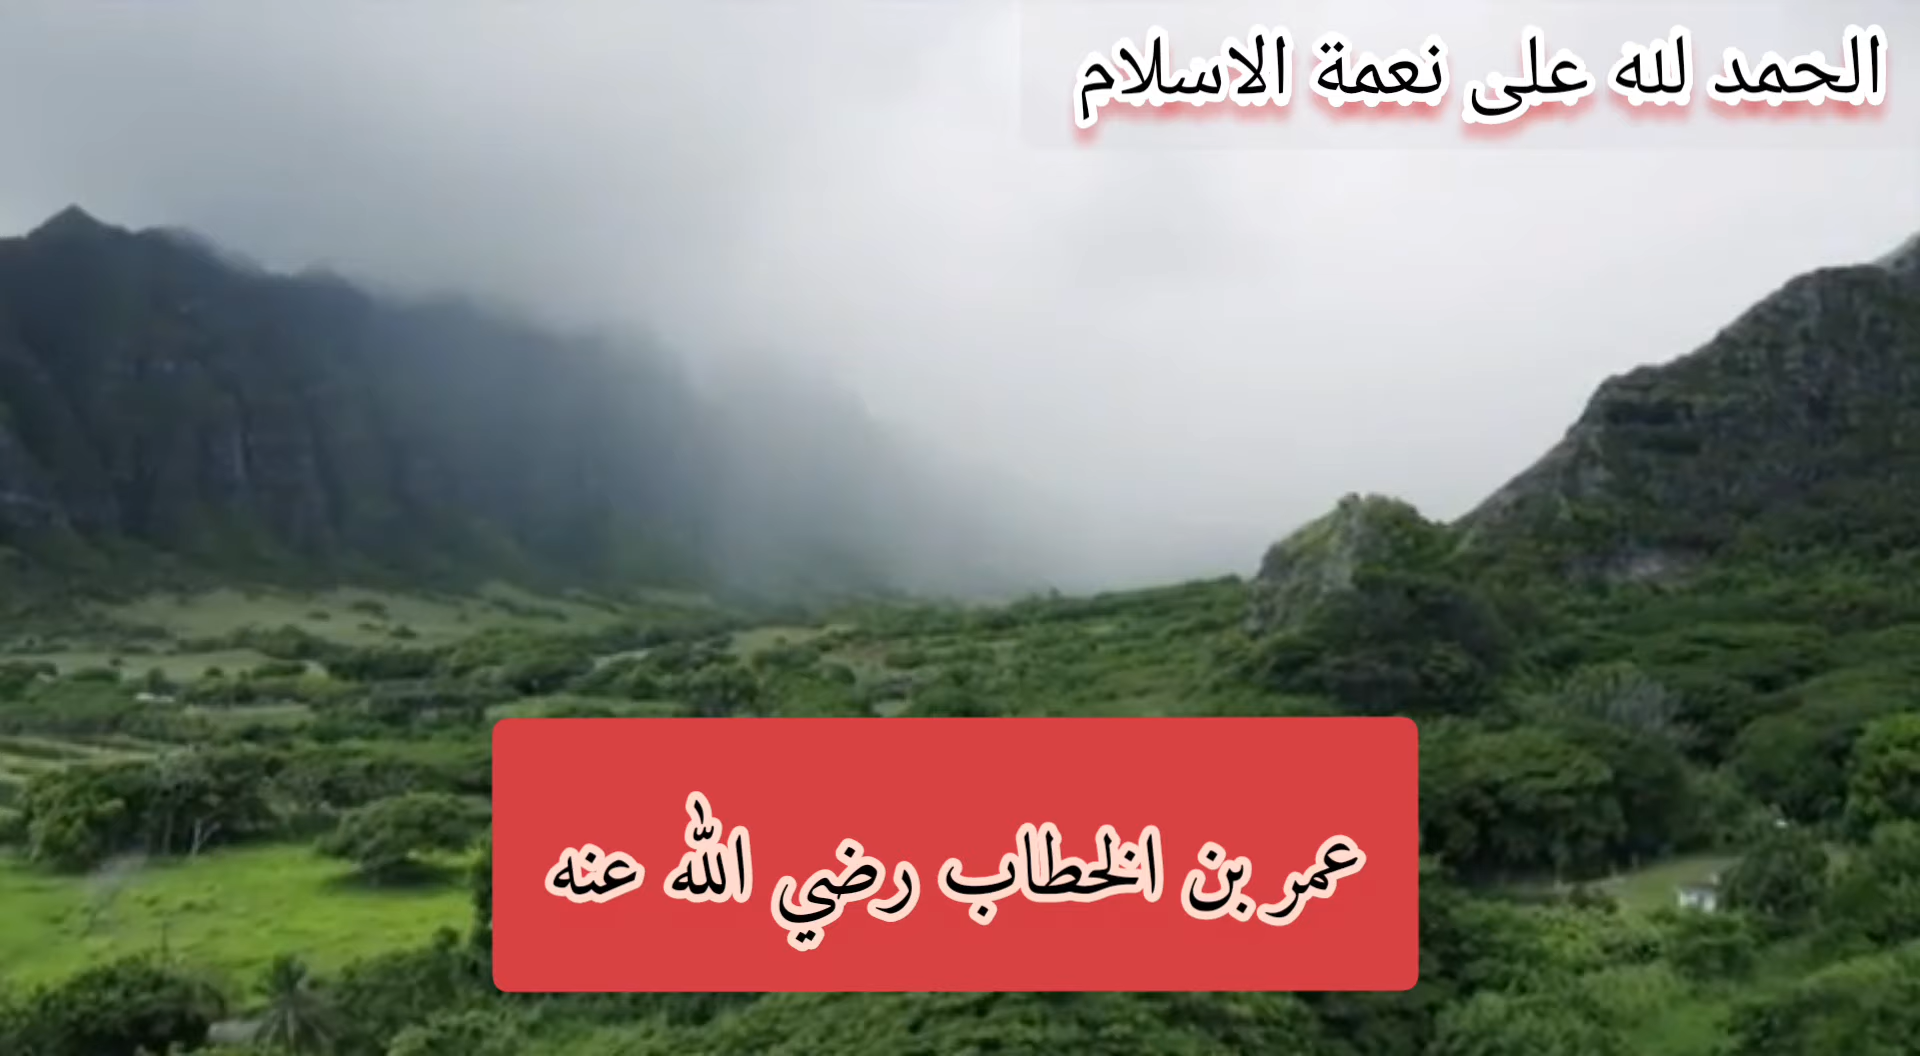 الحمد لله على نعمة الاسلام
عمر بن الخطاب رضي الله عنه